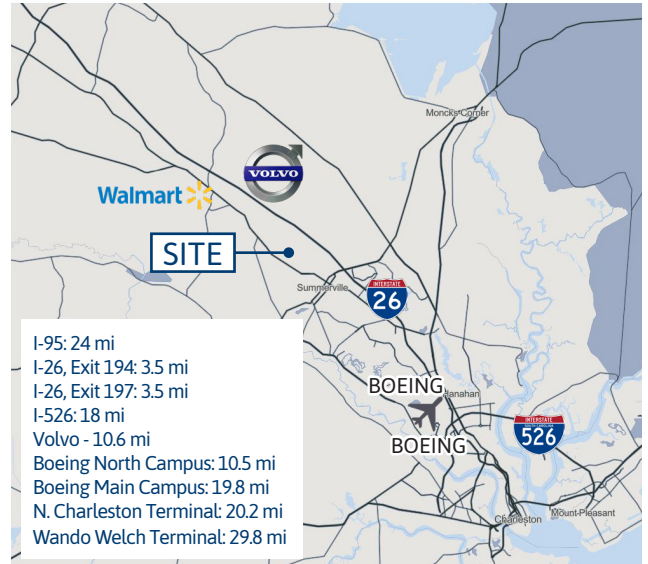 Moncks Corner
VOLVO
Walmart
SITE
Summerville
INTERSTATE
26
I-95: 24 mi
I-26, Exit 194: 3.5 mi
I-26, Exit 197: 3.5 mi
I-526: 18 mi
Volvo - 10.6 mi
Boeing North Campus: 10.5 mi
Boeing Main Campus: 19.8 mi
N. Charleston Terminal: 20.2 mi
Wando Welch Terminal: 29.8 mi
BOEING
Hanahan
BOEING
INTERSTATE
526
Charleston
Mount Pleasant